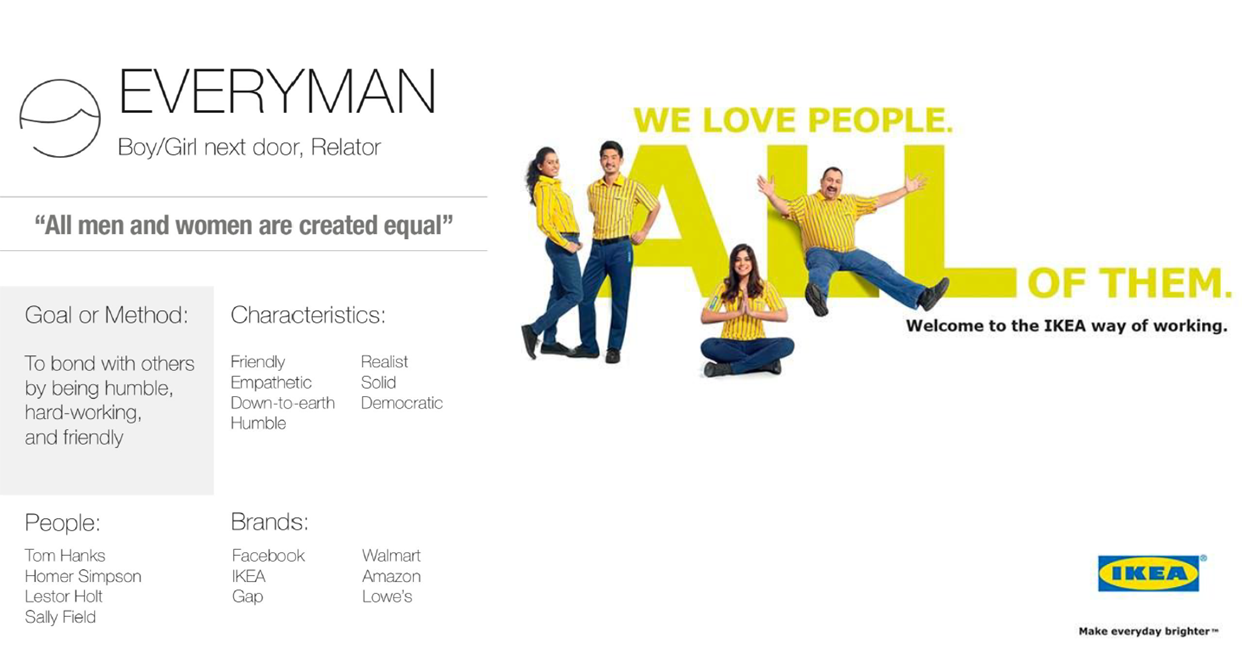 EVERYMAN
Boy/Girl next door, Relator
“All men and women are created equal”
Goal or Method:
To bond with others
by being humble,
hard-working,
and friendly
Characteristics:
Friendly
Empathetic
Down-to-earth
Humble
Realist
Solid
Democratic
People:
Tom Hanks
Homer Simpson
Lestor Holt
Sally Field
Brands:
Facebook
IKEA
Gap
Walmart
Amazon
Lowe's
WE LOVE PEOPLE.
ALL
OF THEM.
Welcome to the IKEA way of working.
IKEA®
Make everyday brighter™